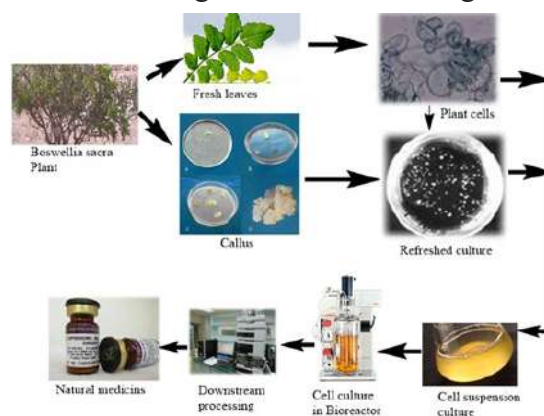 Fresh leaves
Plant cells
Boswellia sacra
Plant
Callus
Refreshed culture
Natural medicins
Downstream
processing
Cell culture
in Bioreactor
Cell suspension
culture